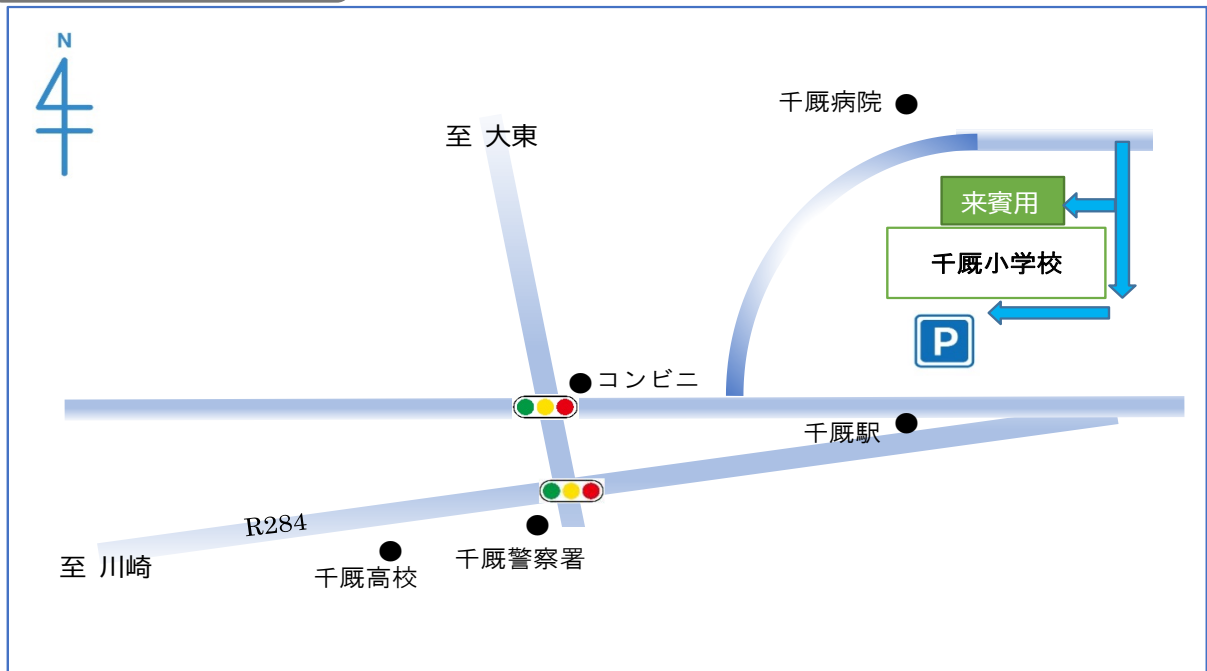 N
千厩病院
至 大東
来賓用
千厩小学校
P
コンビニ
千厩駅
R284
千厩警察署
至 川崎
千厩高校